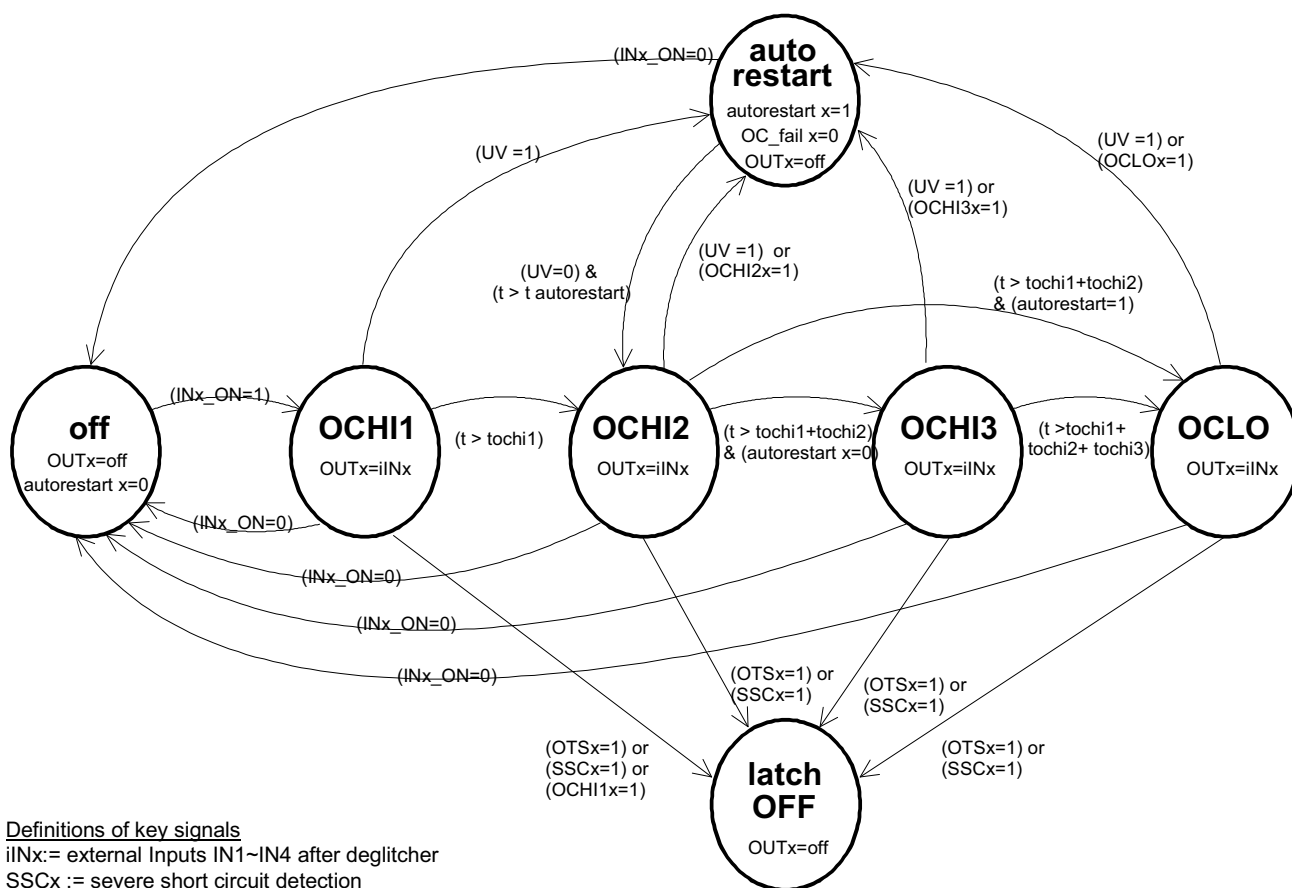 (INx_ON=0)
auto
restart
autorestart x=1
OC_fail x=0
OUTx=off
(UV =1)
(UV =1) or
(OCLOx=1)
(UV =1) or
(OCHI3x=1)
(UV =1) or
(OCHI2x=1)
(UV=0) &
(t > t autorestart)
(t > tochi1+tochi2)
& (autorestart=1)
off
OUTx=off
autorestart x=0
(INx_ON=1)
OCHI1
OUTx=iINx
(t > tochi1)
OCHI2
OUTx=iINx
(t > tochi1+tochi2)
& (autorestart x=0)
OCHI3
OUTx=iINx
(t >tochi1+
tochi2+ tochi3)
OCLO
OUTx=iINx
(INx_ON=0)
(INx_ON=0)
(INx_ON=0)
(INx_ON=0)
(OTSx=1) or
(SSCx=1) or
(OCHI1x=1)
(OTSx=1) or
(SSCx=1)
(OTSx=1) or
(SSCx=1)
(OTSx=1) or
(SSCx=1)
latch
OFF
OUTx=off
Definitions of key signals
iINx:= external Inputs IN1~IN4 after deglitcher
SSCx := severe short circuit detection